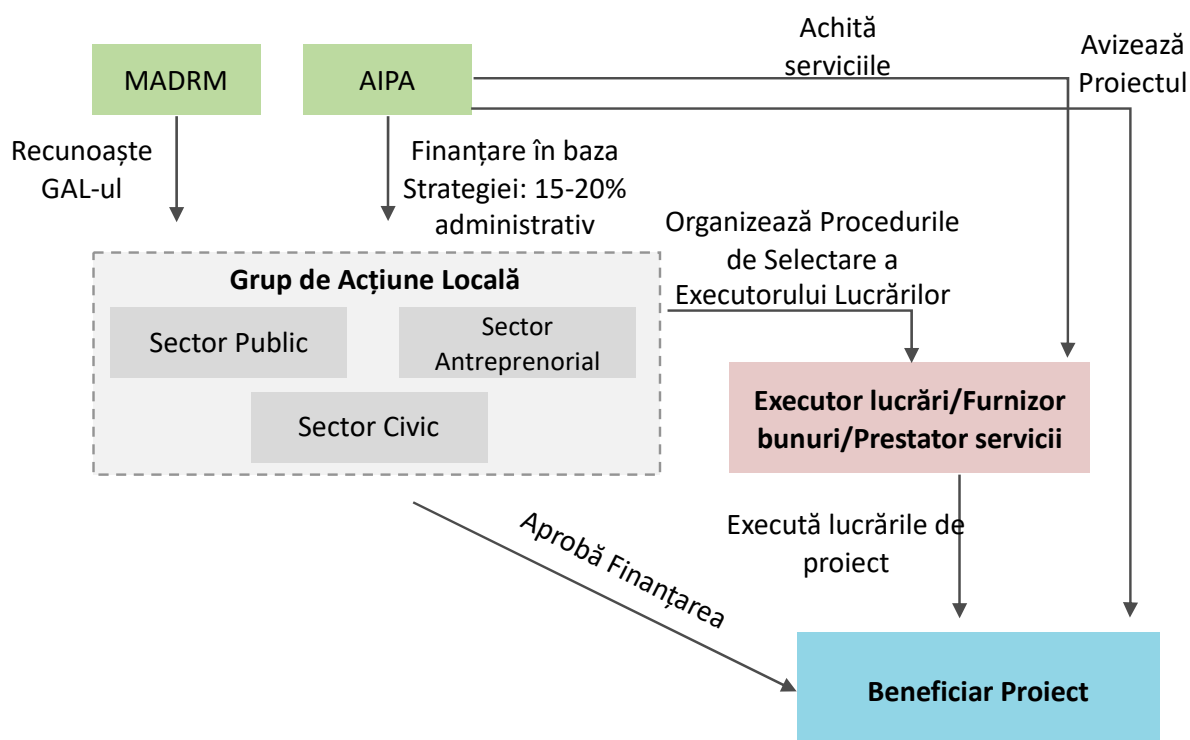 Achită
serviciile
Avizează
Proiectul
MADRM
AIPA
Recunoaște
GAL-ul
Finanțare în baza
Strategiei: 15-20%
administrativ
Organizează Procedurile
de Selectare a
Executorului Lucrărilor
Grup de Acțiune Locală
Sector Public
Sector
Antreprenorial
Sector Civic
Executor lucrări/Furnizor
bunuri/Prestator servicii
Execută lucrările de
proiect
Aprobă Finanțarea
Beneficiar Proiect